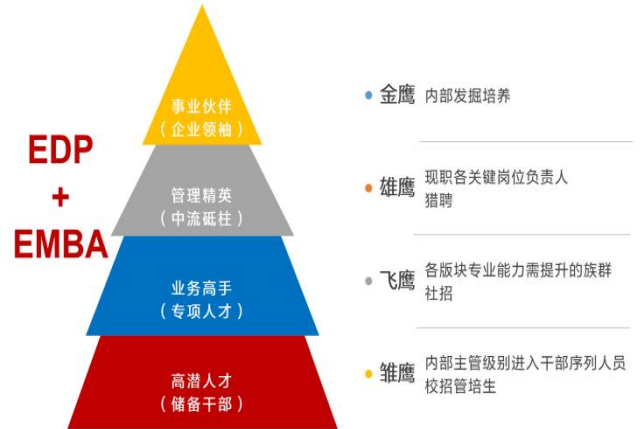 事业伙伴
（企业领袖）
管理精英
（中流砥柱）
业务高手
（专项人才）
高潜人才
（储备干部）
EDP
+
EMBA
金鹰 内部发掘培养
雄鹰 现职各关键岗位负责人
猎聘
飞鹰 各版块专业能力需提升的族群
社招
雏鹰 内部主管级别进入干部序列人员
校招管培生